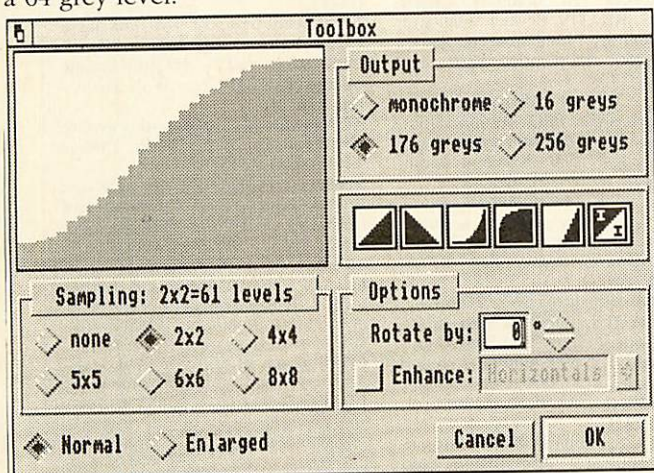 a 64 grey level.
Toolbox
Output
monochrome 16 greys
176 greys 256 greys
Sampling: 2x2=61 levels
none 2x2 4x4
5x5 6x6 8x8
Options
Rotate by: 0°
Enhance: Horizontals
Normal Enlarged
Cancel OK